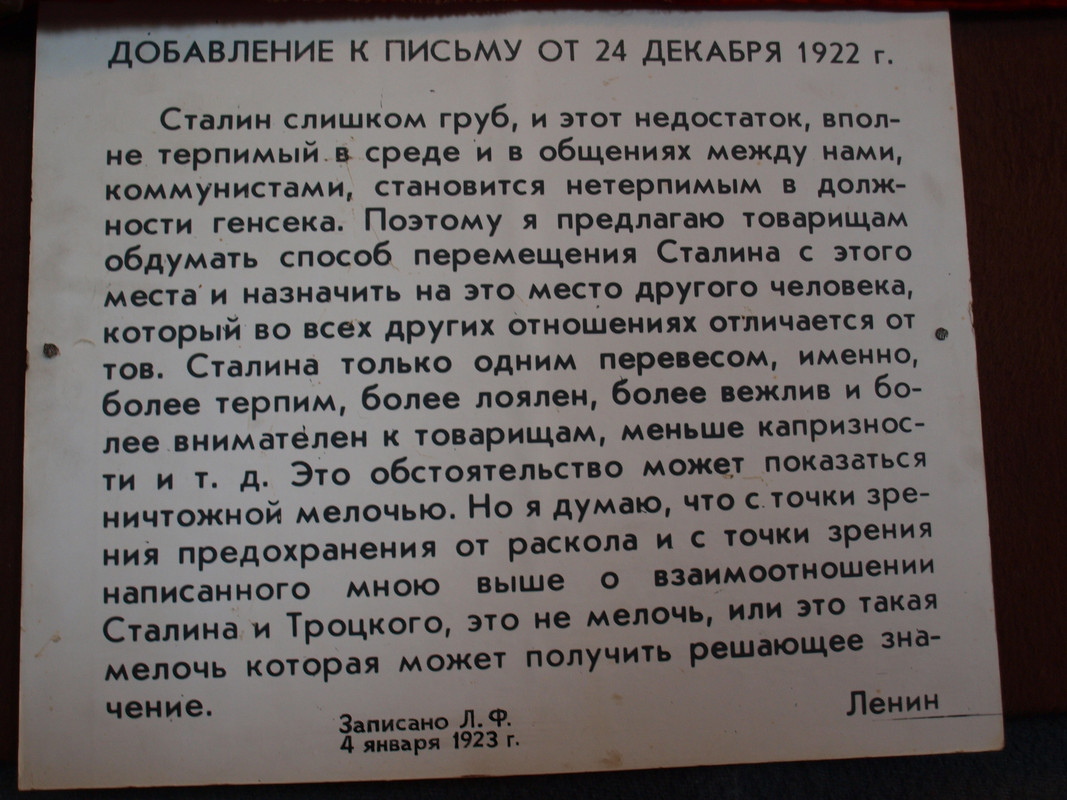 ДОБАВЛЕНИЕ К ПИСЬМУ ОТ 24 ДЕКАБРЯ 1922 г.
Сталин слишком груб, и этот недостаток, впол-
не терпимый в среде и в общениях между нами,
коммунистами, становится нетерпимым в долж-
ности генсека. Поэтому я предлагаю товарищам
обдумать способ перемещения Сталина с этого
места и назначить на это место другого человека,
который во всех других отношениях отличается от
тов. Сталина только одним перевесом, именно,
более терпим, более лоялен, более вежлив и бо-
лее внимателен к товарищам, меньше капризнос-
ти и т. д. Это обстоятельство может показаться
ничтожной мелочью. Но я думаю, что с точки зре-
ния предохранения от раскола и с точки зрения
написанного мною выше о взаимоотношении
Сталина и Троцкого, это не мелочь, или это такая
мелочь которая может получить решающее зна-
чение.
Ленин
Записано Л. Ф.
4 января 1923 г.